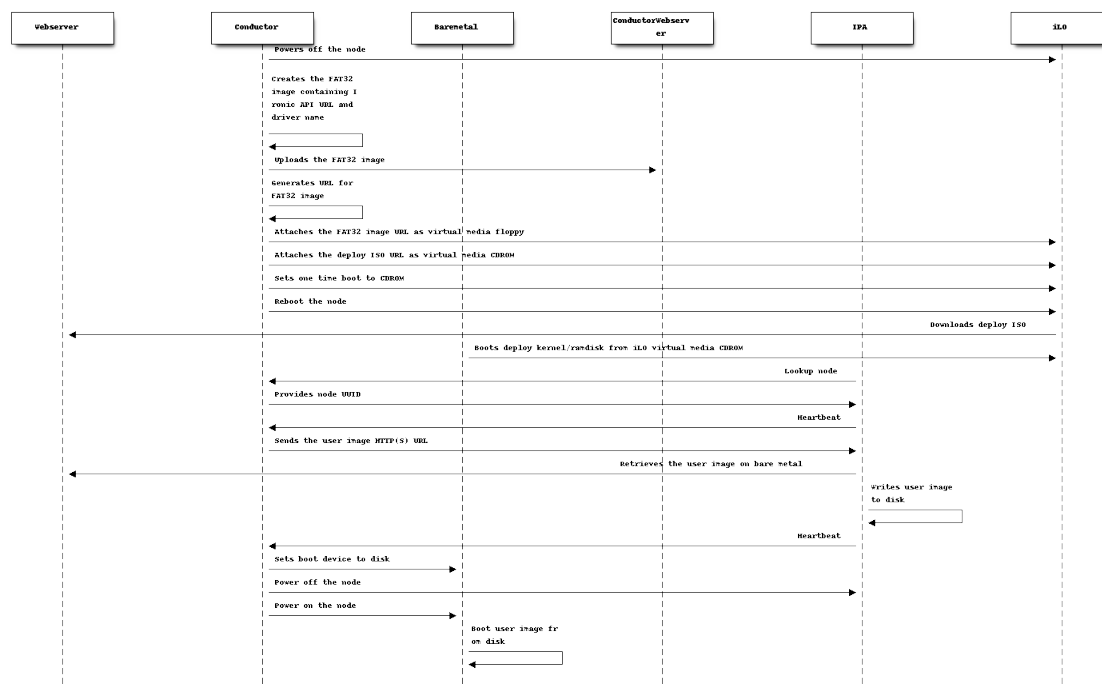 Webserver
Conductor
Baremetal
ConductorWebserv
er
IPA
iLO
Powers off the node
Creates the FAT32
image containing I
ronic API URL and
driver name
Uploads the FAT32 image
Generates URL for
FAT32 image
Attaches the FAT32 image URL as virtual media floppy
Attaches the deploy ISO URL as virtual media CDROM
Sets one time boot to CDROM
Reboot the node
Downloads deploy ISO
Boots deploy kernel/ramdisk from iLO virtual media CDROM
Lookup node
Provides node UUID
Heartbeat
Sends the user image HTTP(S) URL
Retrieves the user image on bare metal
Writes user image
to disk
Heartbeat
Sets boot device to disk
Power off the node
Power on the node
Boot user image fr
om disk